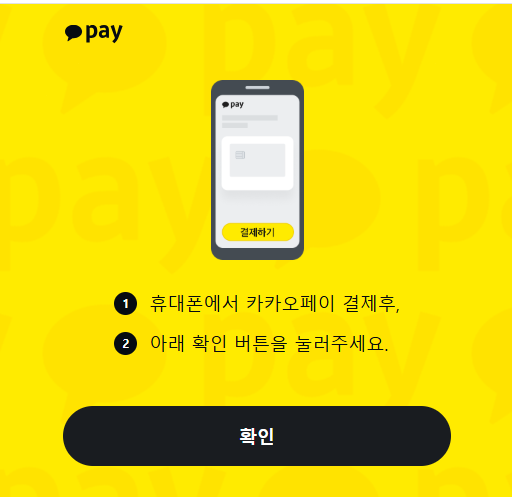 pay
pay
결제하기
1 휴대폰에서 카카오페이 결제후,
2 아래 확인 버튼을 눌러주세요.
확인